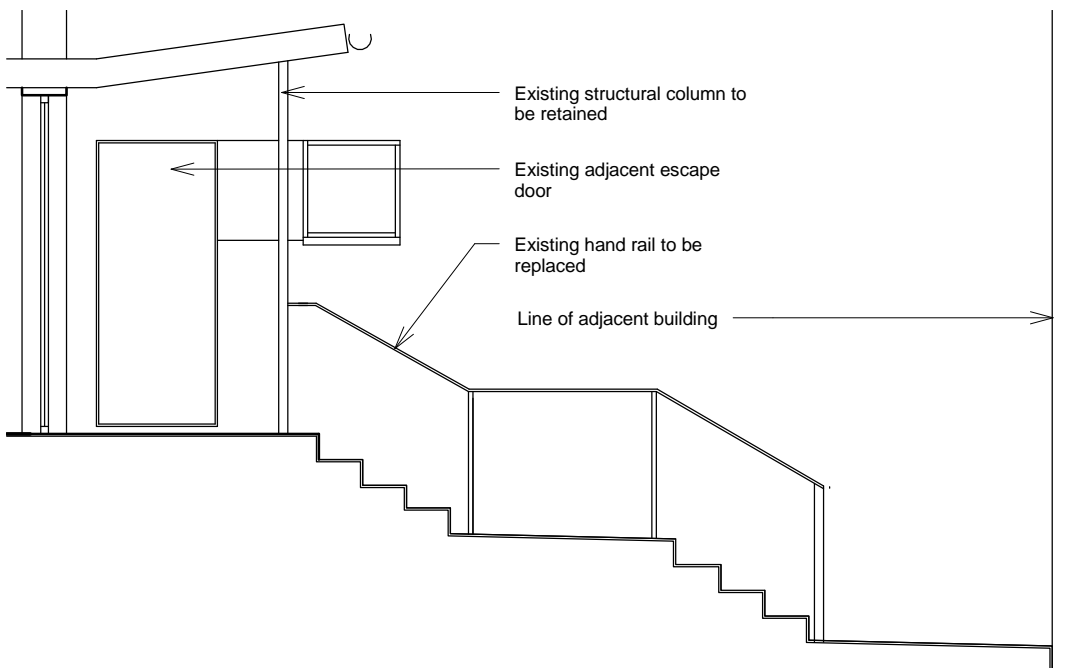 Existing structural column to
be retained
Existing adjacent escape
door
Existing hand rail to be
replaced
Line of adjacent building